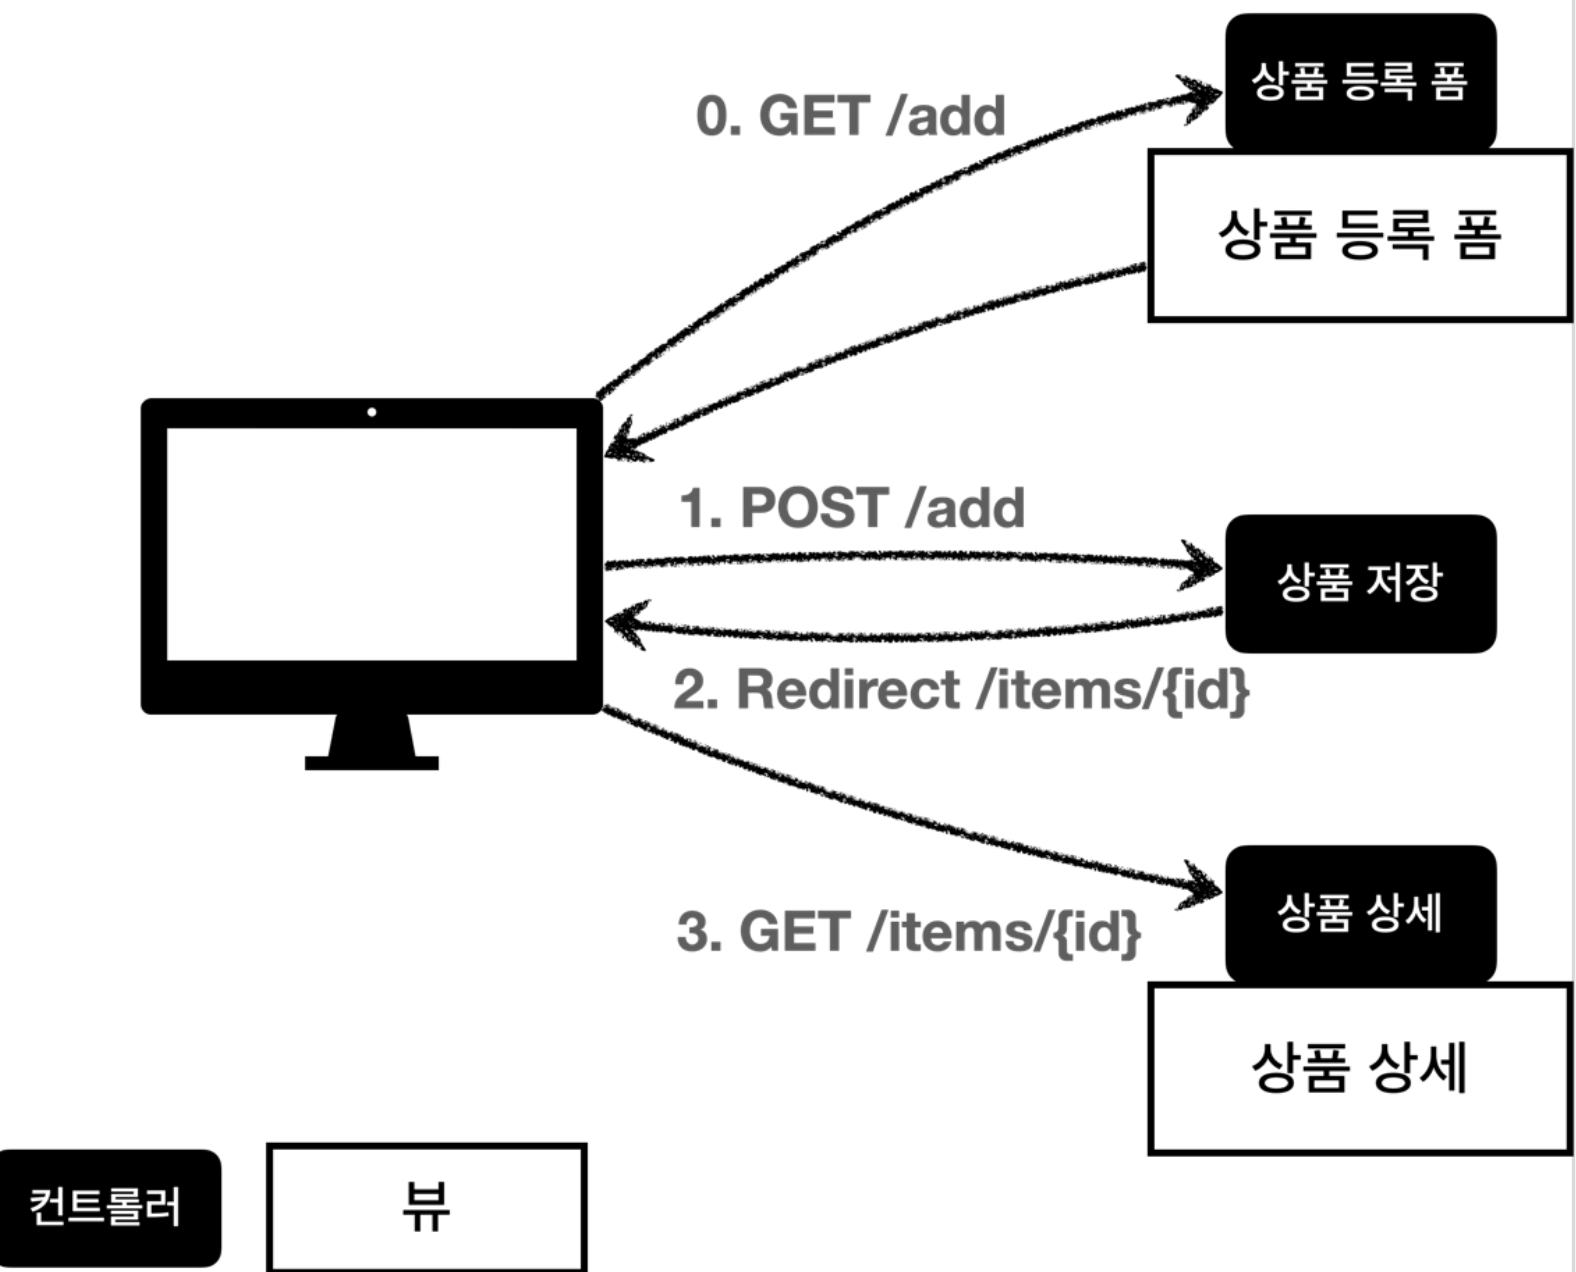 상품 등록 폼
0. GET /add
상품 등록 폼
1. POST /add
상품 저장
2. Redirect /items/{id}
상품 상세
3. GET /items/{id}
상품 상세
컨트롤러
뷰